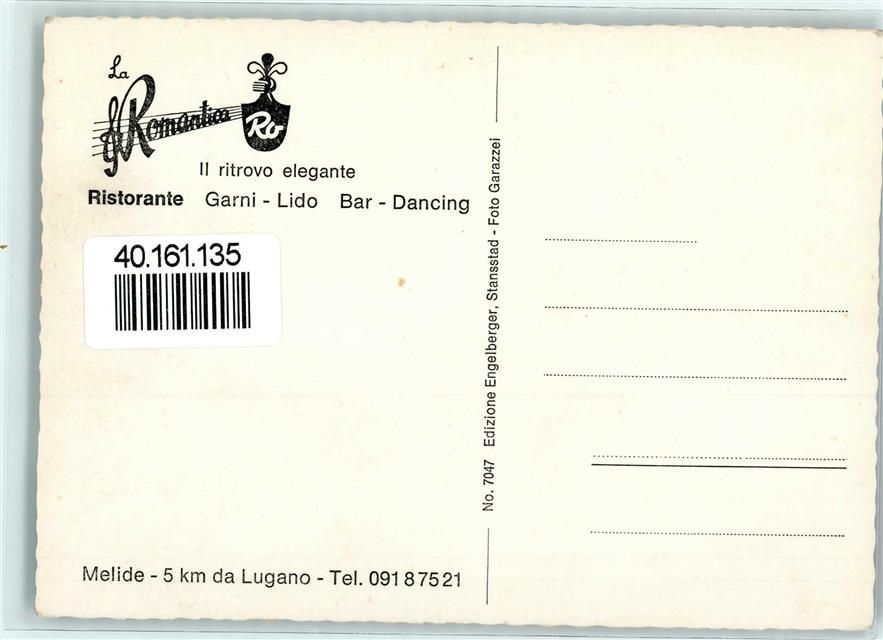 La
Romantica
Ro
Il ritrovo elegante
Ristorante Garni - Lido Bar - Dancing
40.161.135
No. 7047 Edizione Engelberger, Stansstad - Foto Garazzei
Melide - 5 km da Lugano - Tel. 091 8 75 21